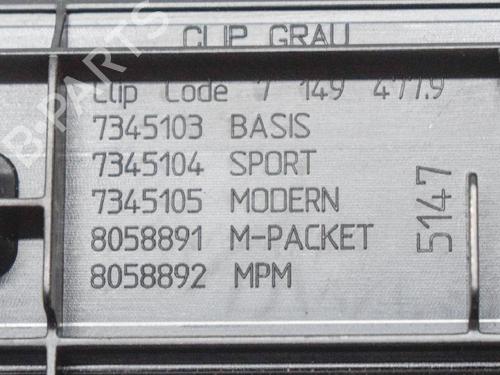 CLIP GRAU
Clip Code 7 149 477.9
7345103 BASIS
7345104 SPORT
7345105 MODERN
8058891 M-PACKET
8058892 MPM
5147
B-PARTS